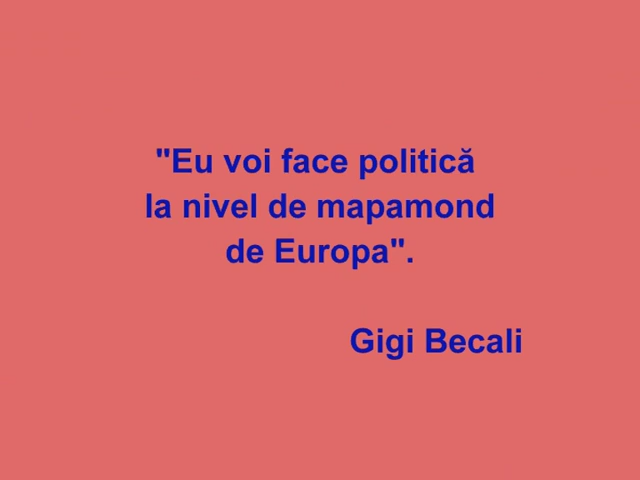 "Eu voi face politică
la nivel de mapamond
de Europa".
Gigi Becali